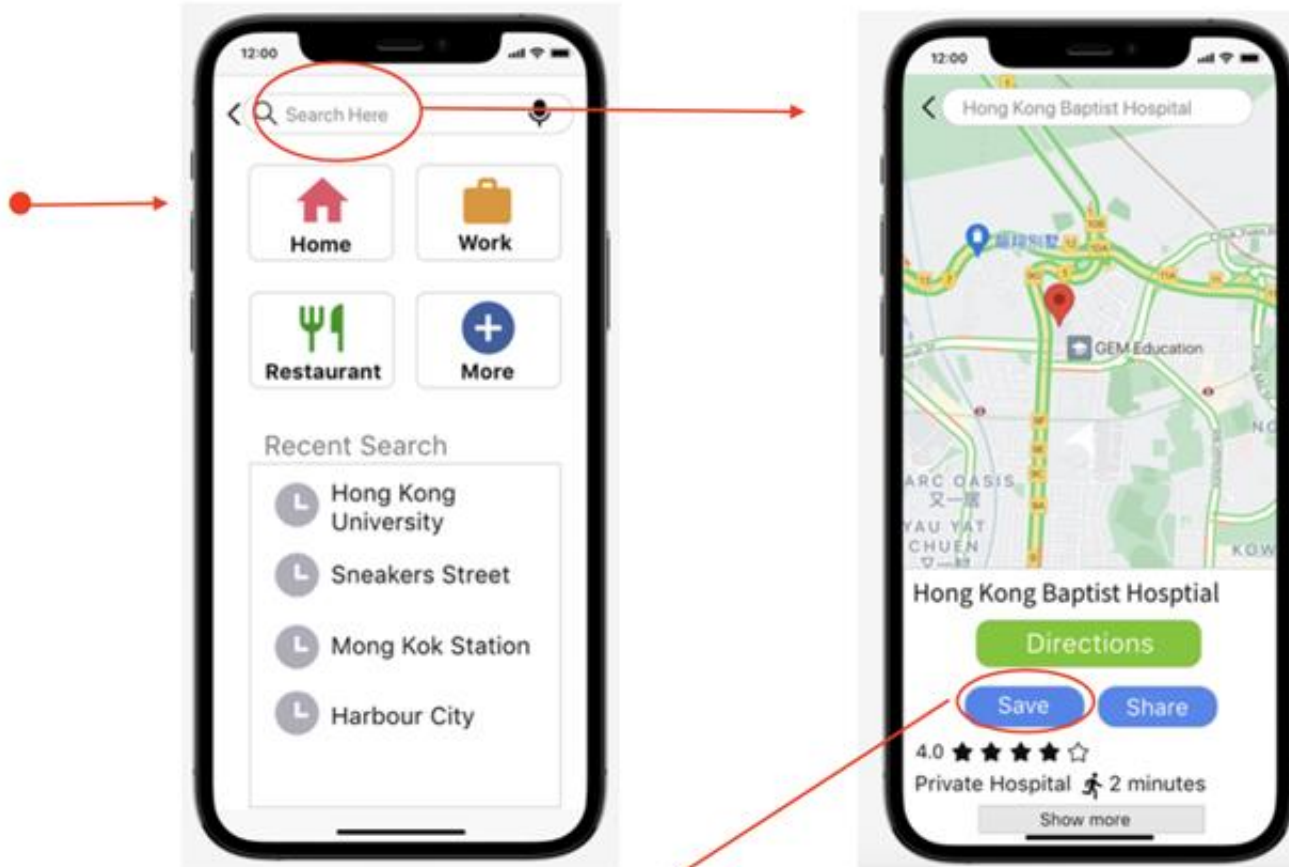 12:00
Search Here
Home
Work
Restaurant
More
Recent Search
Hong Kong
University
Sneakers Street
Mong Kok Station
Harbour City
12:00
Hong Kong Baptist Hospital
GEM Education
ARC OASIS
又一居
YAU YAT
CHUEN
KOW
Hong Kong Baptist Hosptial
Directions
Save
Share
4.0
Private Hospital
2 minutes
Show more